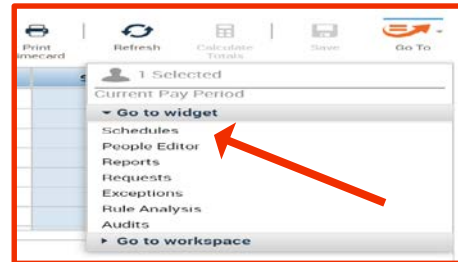 Print
mecard
Refresh
Calculate
Totals
Save
Go To
S
1 Selected
Current Pay Period
Go to widget
Schedules
People Editor
Reports
Requests
Exceptions
Rule Analysis
Audits
Go to workspace